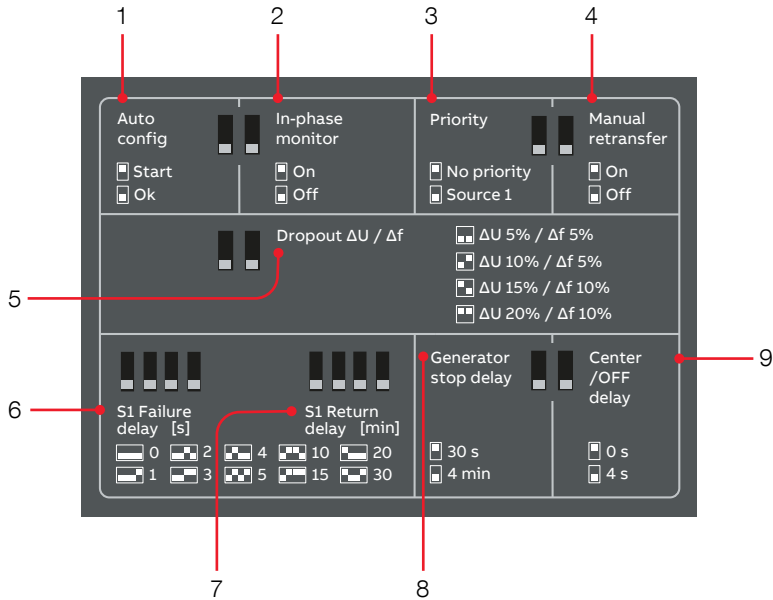 1
2
3
4
Auto
config
Start
Ok
In-phase
monitor
On
Off
Priority
No priority
Source 1
Manual
retransfer
On
Off
Dropout ΔU / Δf
ΔU 5% / Δf 5%
ΔU 10% / Δf 5%
ΔU 15% / Δf 10%
ΔU 20% / Δf 10%
5
S1 Failure
delay [s]
S1 Return
delay [min]
0 2 4 10 20
1 3 5 15 30
Generator
stop delay
30 s
4 min
Center
/OFF
delay
0 s
4 s
6
9
7
8